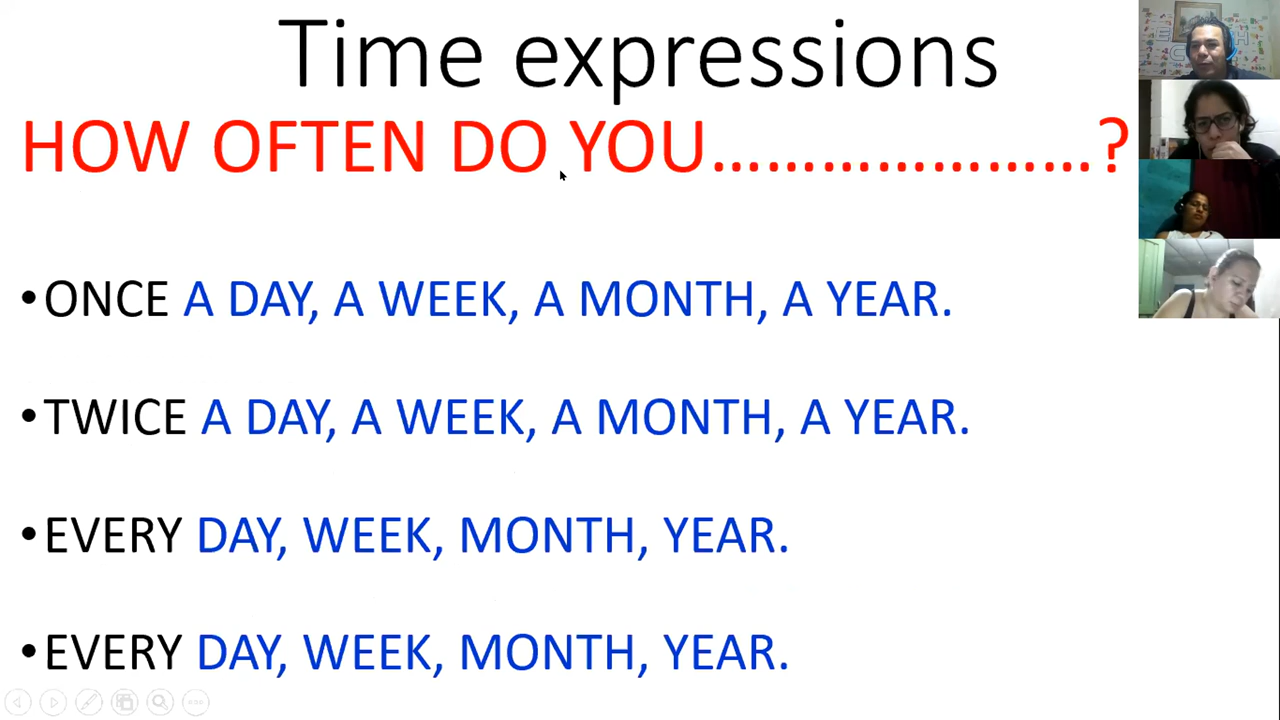 Time expressions
HOW OFTEN DO YOU…………………?
•ONCE A DAY, A WEEK, A MONTH, A YEAR.
•TWICE A DAY, A WEEK, A MONTH, A YEAR.
•EVERY DAY, WEEK, MONTH, YEAR.
•EVERY DAY, WEEK, MONTH, YEAR.